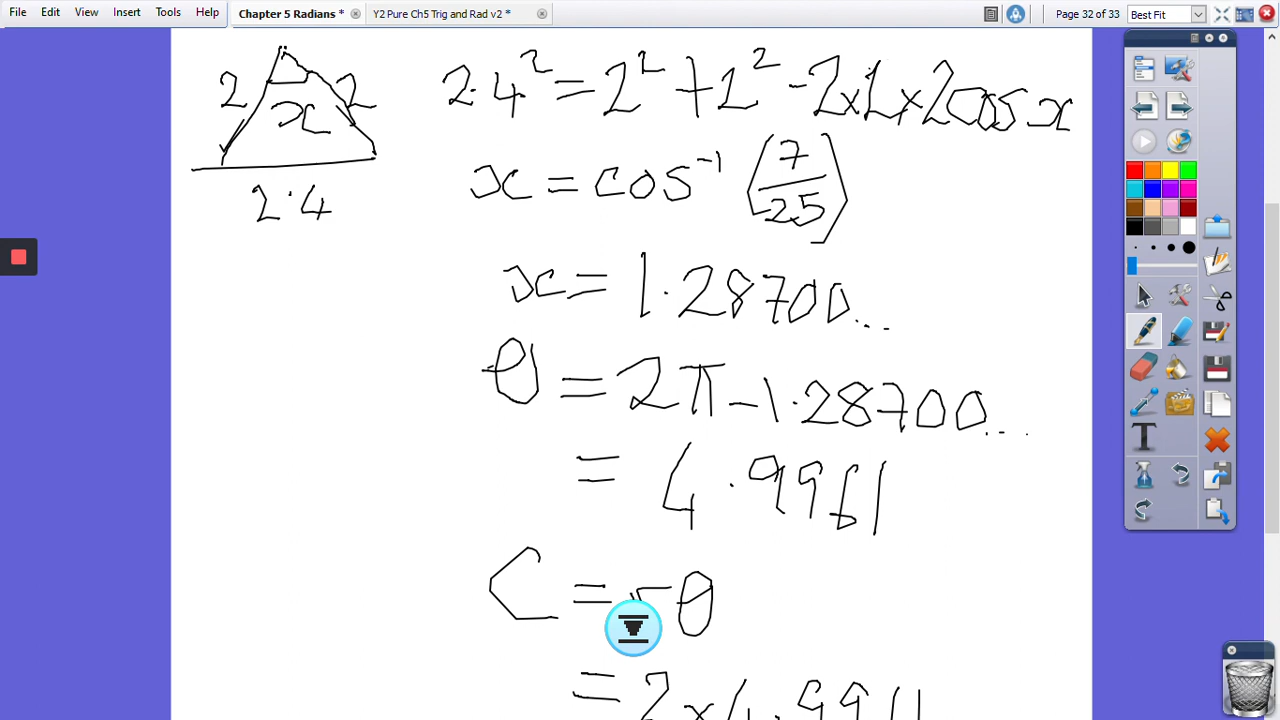 File Edit View Insert Tools Help Chapter 5 Radians * Y2 Pure Ch5 Trig and Rad v2 * Page 32 of 33 Best Fit
2 2
x
2.4
2.4² = 2² + 2² - 2×2×2cos x
x = cos⁻¹ (7/25)
x = 1.28700...
θ = 2π - 1.28700...
= 4.9961
C = rθ
= 2 × 4.9961
T